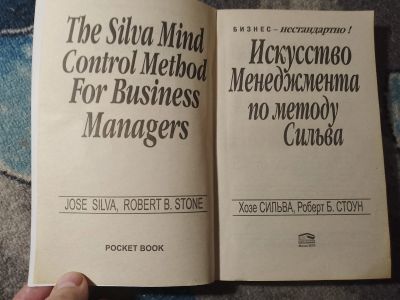 The Silva Mind
Control Method
For Business
Managers
JOSE SILVA, ROBERT B. STONE
POCKET BOOK
БИЗНЕС – нестандартно!
Искусство
Менеджмента
по методу
Сильва
Хозе СИЛЬВА, Роберт Б. СТОУН